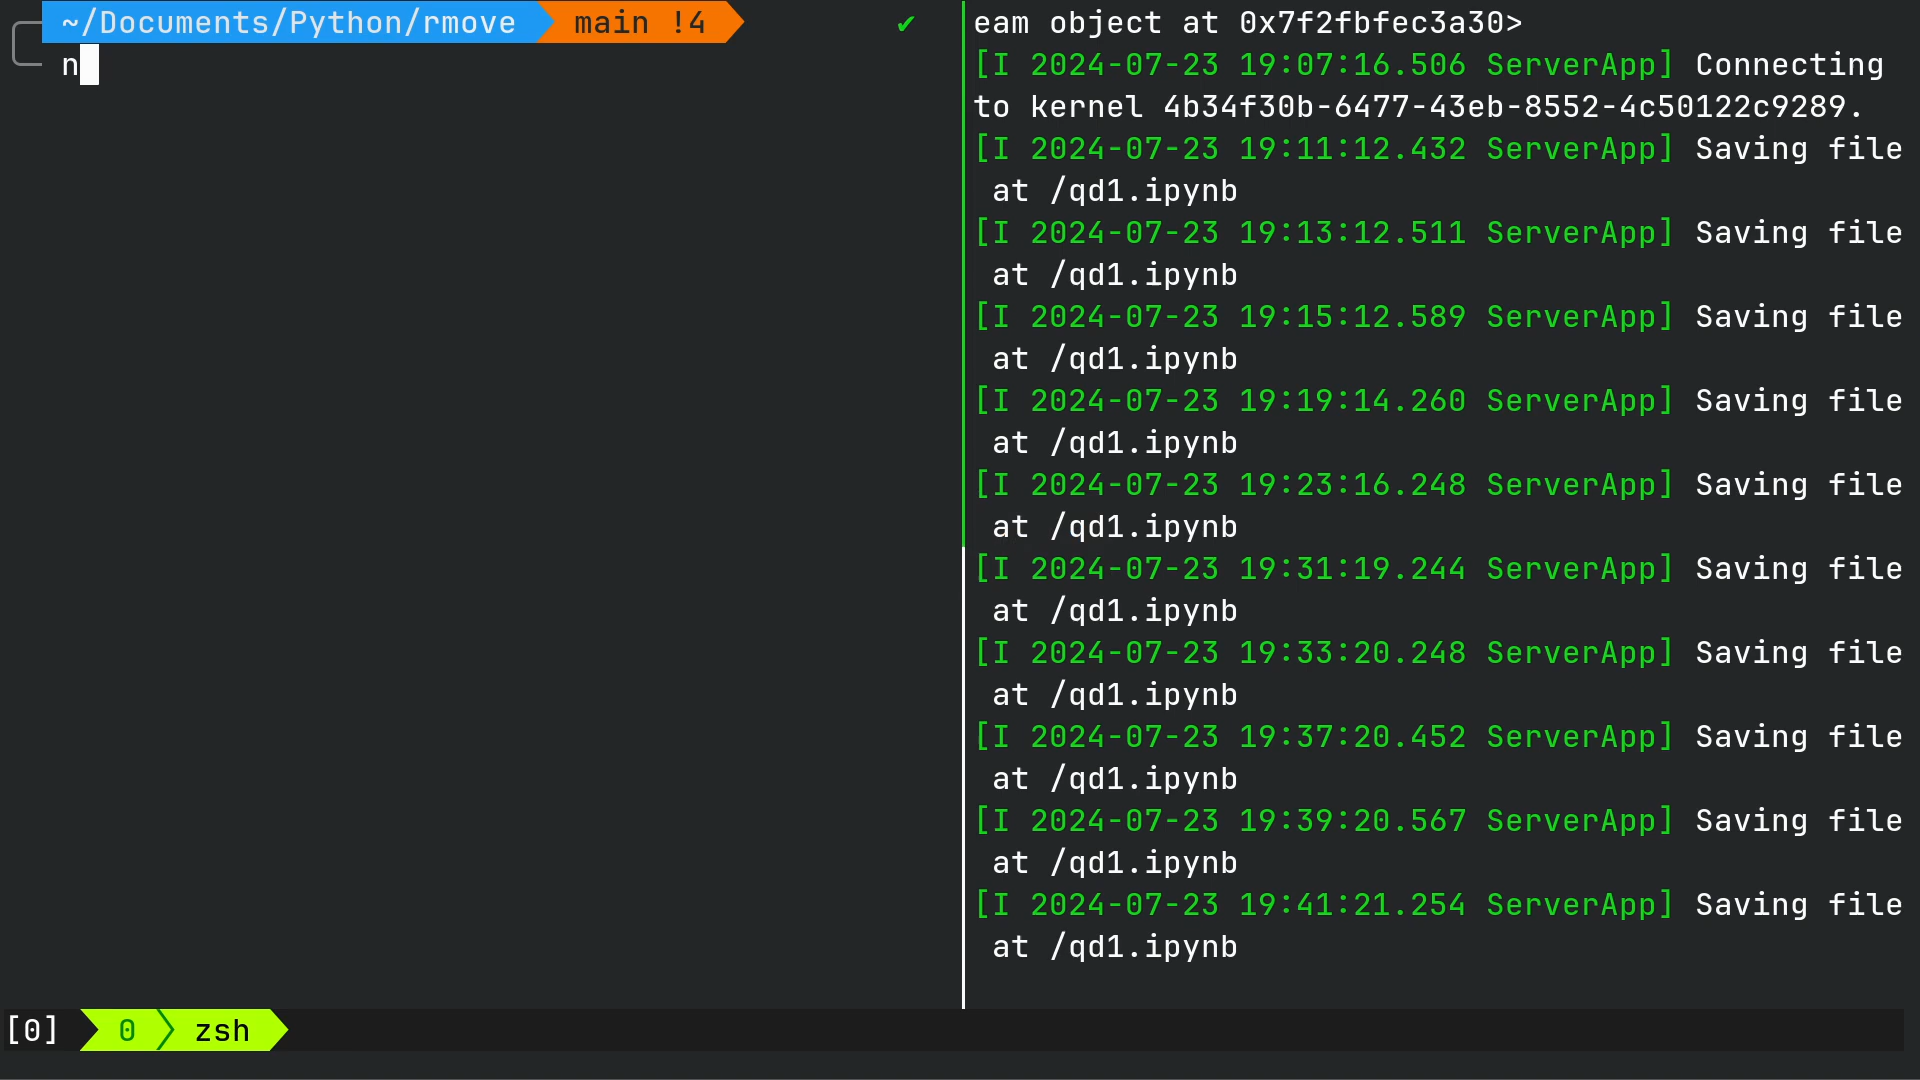 ~/Documents/Python/rmove main !4 ✔
n
eam object at 0x7f2fbfec3a30>
[I 2024-07-23 19:07:16.506 ServerApp] Connecting
to kernel 4b34f30b-6477-43eb-8552-4c50122c9289.
[I 2024-07-23 19:11:12.432 ServerApp] Saving file
at /qd1.ipynb
[I 2024-07-23 19:13:12.511 ServerApp] Saving file
at /qd1.ipynb
[I 2024-07-23 19:15:12.589 ServerApp] Saving file
at /qd1.ipynb
[I 2024-07-23 19:19:14.260 ServerApp] Saving file
at /qd1.ipynb
[I 2024-07-23 19:23:16.248 ServerApp] Saving file
at /qd1.ipynb
[I 2024-07-23 19:31:19.244 ServerApp] Saving file
at /qd1.ipynb
[I 2024-07-23 19:33:20.248 ServerApp] Saving file
at /qd1.ipynb
[I 2024-07-23 19:37:20.452 ServerApp] Saving file
at /qd1.ipynb
[I 2024-07-23 19:39:20.567 ServerApp] Saving file
at /qd1.ipynb
[I 2024-07-23 19:41:21.254 ServerApp] Saving file
at /qd1.ipynb
[0] 0 zsh